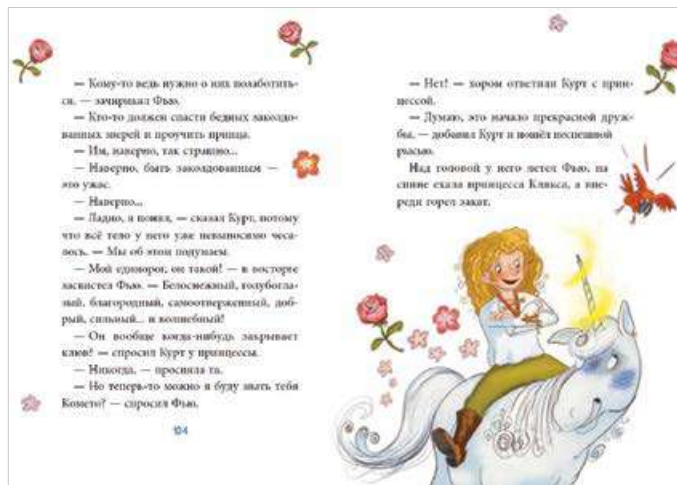 — Кому-то ведь нужно о них позаботить-
ся, — зачирикал Фью.
— Кто-то должен спасти бедных заколдо-
ванных зверей и проучить принца.
— Им, наверно, так страшно...
— Наверно, быть заколдованным —
это ужас.
— Наверно...
— Ладно, я понял, — сказал Курт, потому
что всё тело у него уже невыносимо чеса-
лось. — Мы об этом подумаем.
— Мой единорог, он такой! — в восторге
засвистел Фью. — Белоснежный, голубогла-
зый, благородный, самоотверженный, доб-
рый, сильный... и волшебный!
— Он вообще когда-нибудь закрывает
клюв? — спросил Курт у принцессы.
— Никогда, — просияла та.
— Но теперь-то можно я буду звать тебя
Комето? — спросил Фью.
104
— Нет! — хором ответили Курт с прин-
цессой.
— Думаю, это начало прекрасной друж-
бы, — добавил Курт и пошёл неспешной
рысью.
Над головой у него летел Фью, на
спине ехала принцесса Клякса, а впе-
реди горел закат.